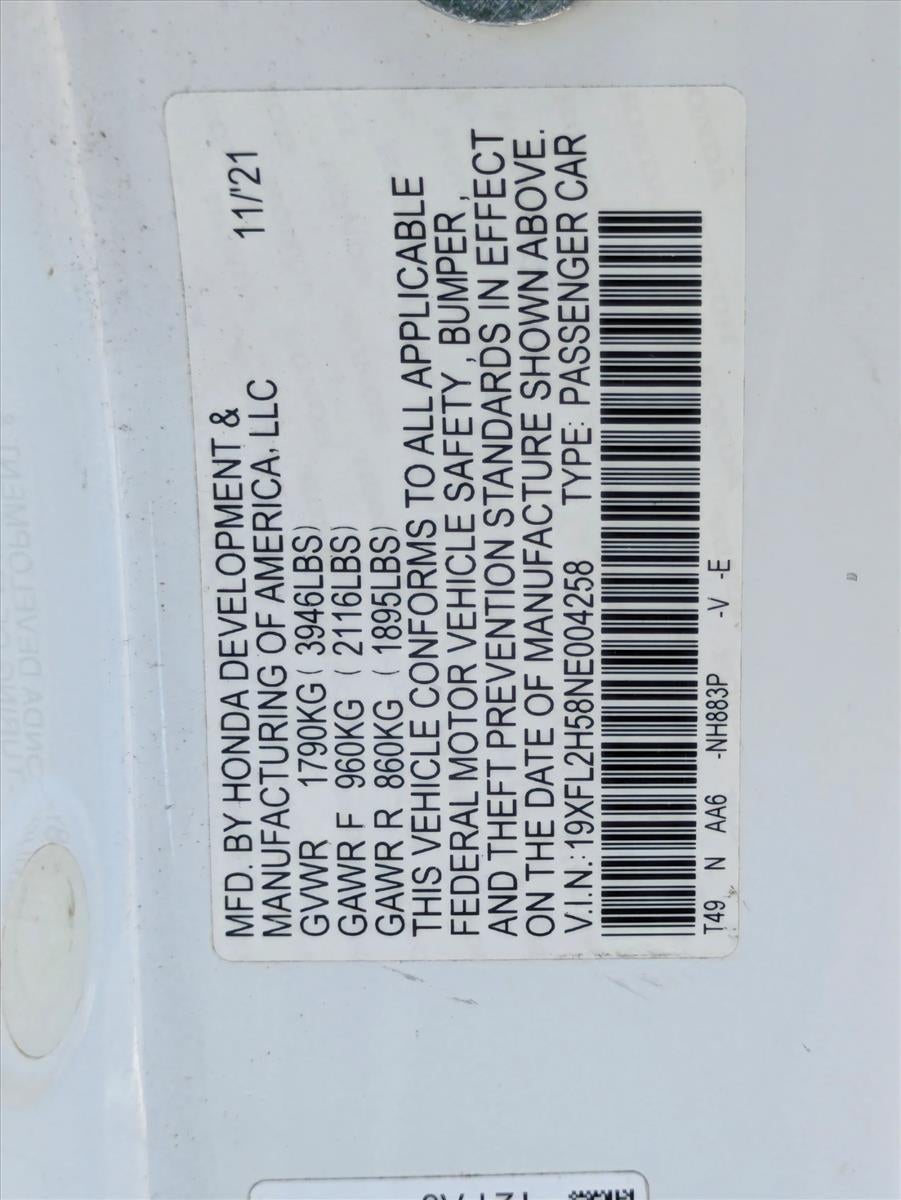 MFD. BY HONDA DEVELOPMENT & 11/'21
MANUFACTURING OF AMERICA, LLC
GVWR 1790KG ( 3946LBS)
GAWR F 960KG ( 2116LBS)
GAWR R 860KG ( 1895LBS)
THIS VEHICLE CONFORMS TO ALL APPLICABLE
FEDERAL MOTOR VEHICLE SAFETY , BUMPER ,
AND THEFT PREVENTION STANDARDS IN EFFECT
ON THE DATE OF MANUFACTURE SHOWN ABOVE.
V.I.N.:19XFL2H58NE004258 TYPE: PASSENGER CAR
T49 N AA6 -NH883P -V -E